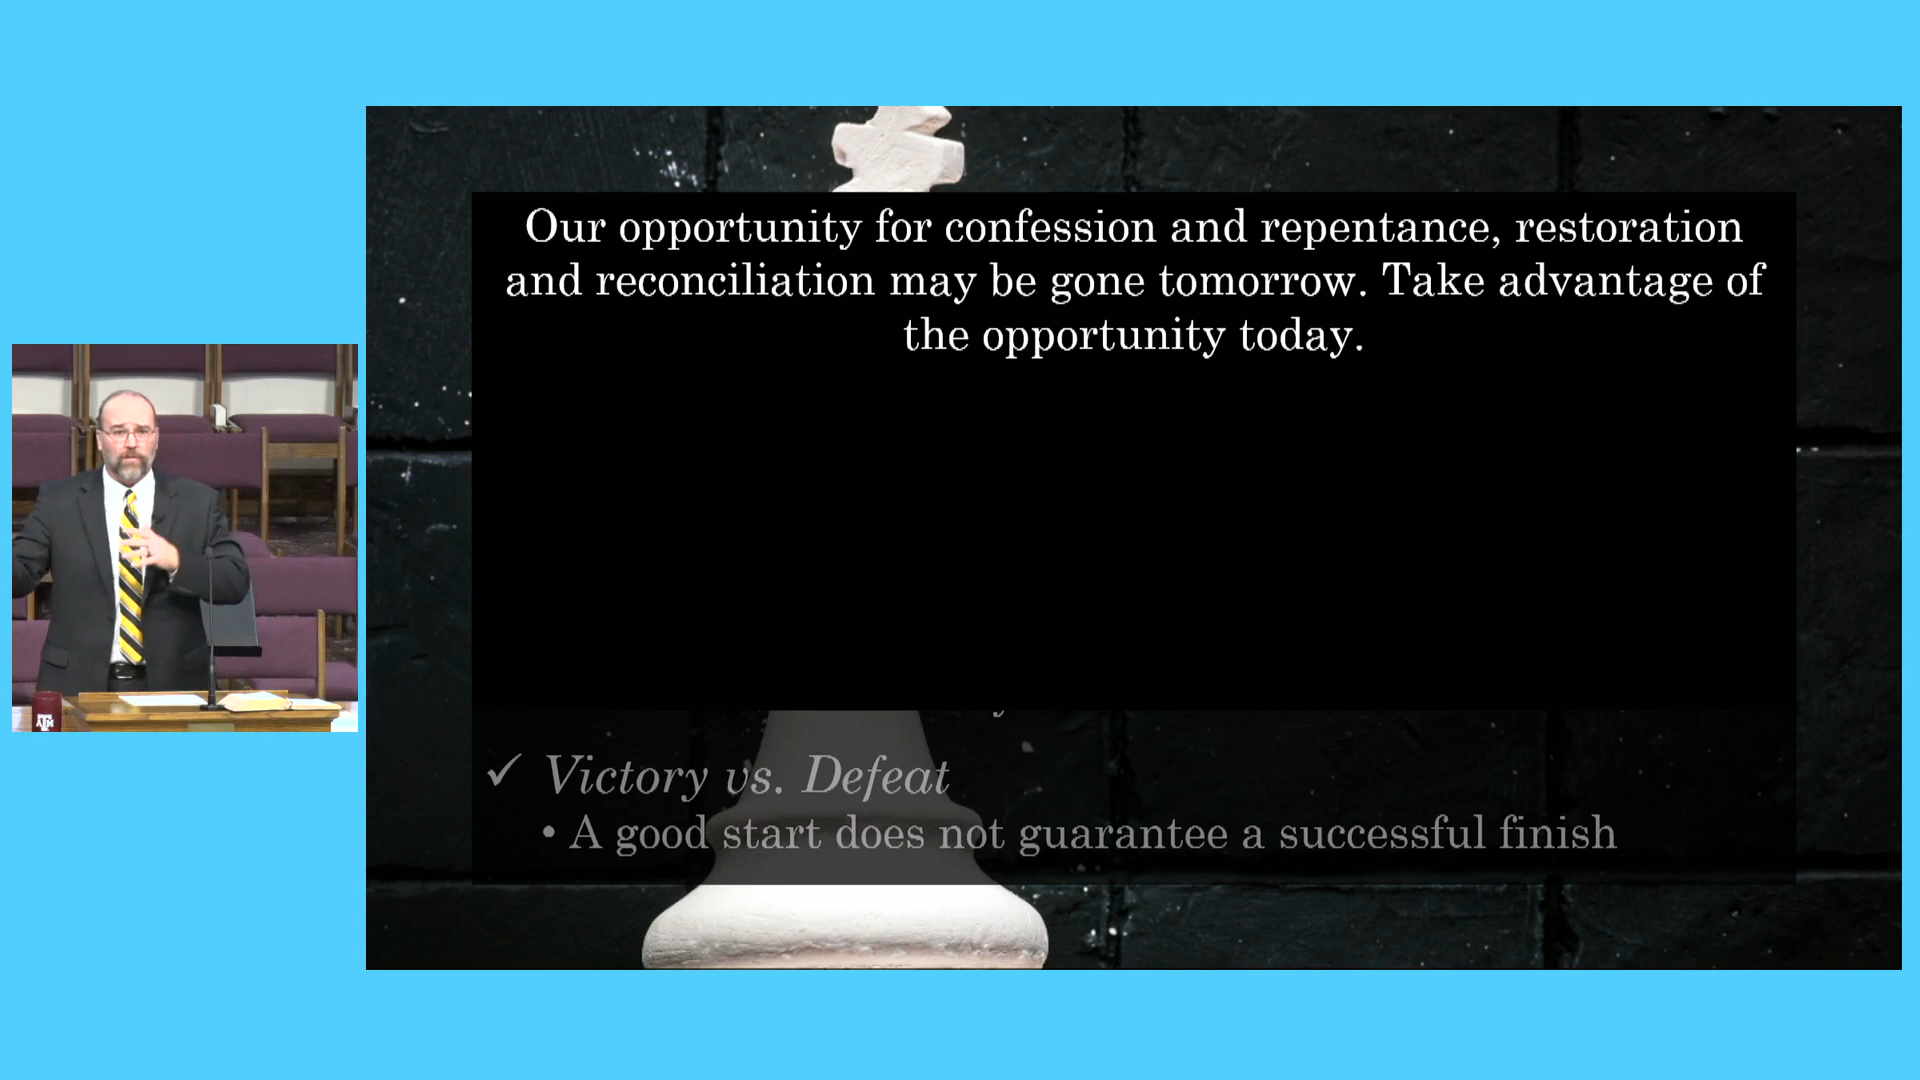 Our opportunity for confession and repentance, restoration
and reconciliation may be gone tomorrow. Take advantage of
the opportunity today.
✓ Victory vs. Defeat
• A good start does not guarantee a successful finish
ATM